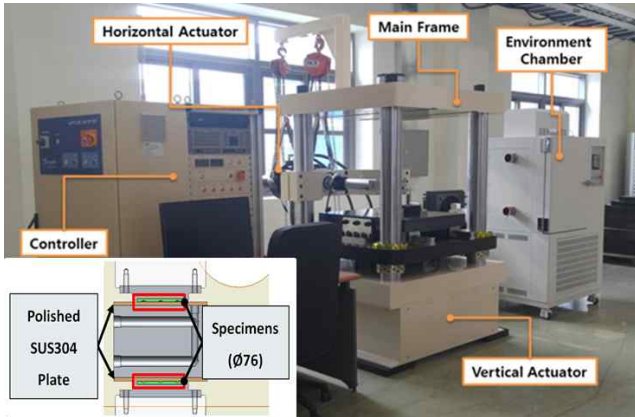 Horizontal Actuator
Main Frame
Environment
Chamber
Controller
Polished
SUS304
Plate
Specimens
(Ø76)
Vertical Actuator